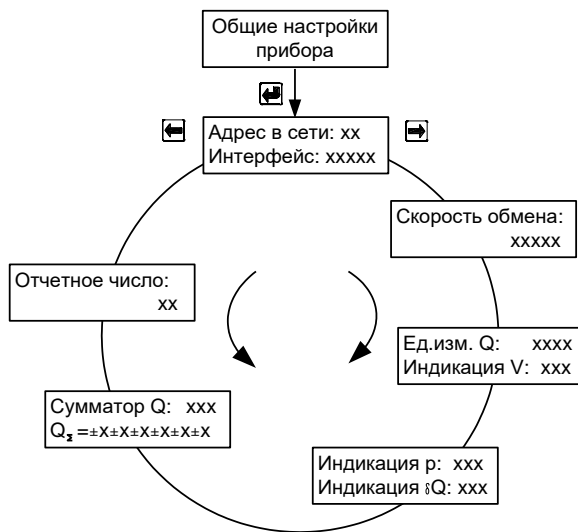 Общие настройки
прибора
Адрес в сети: xx
Интерфейс: xxxxx
Скорость обмена:
xxxxx
Ед.изм. Q: xxxx
Индикация V: xxx
Индикация p: xxx
Индикация δQ: xxx
Сумматор Q: xxx
QΣ=±x±x±x±x±x±x
Отчетное число:
xx